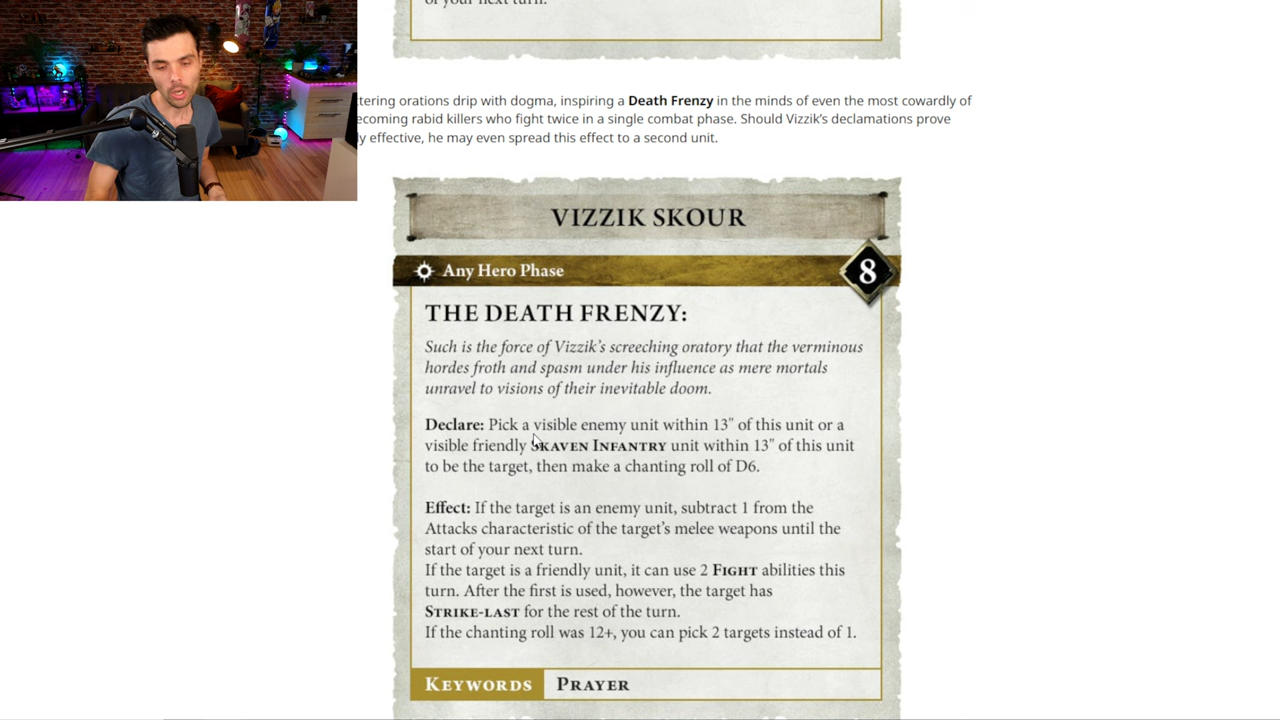 of your next turn.
tering orations drip with dogma, inspiring a Death Frenzy in the minds of even the most cowardly of
ecoming rabid killers who fight twice in a single combat phase. Should Vizzik’s declamations prove
y effective, he may even spread this effect to a second unit.
VIZZIK SKOUR
Any Hero Phase
8
THE DEATH FRENZY:
Such is the force of Vizzik’s screeching oratory that the verminous
hordes froth and spasm under his influence as mere mortals
unravel to visions of their inevitable doom.
Declare: Pick a visible enemy unit within 13" of this unit or a
visible friendly SKAVEN INFANTRY unit within 13" of this unit
to be the target, then make a chanting roll of D6.
Effect: If the target is an enemy unit, subtract 1 from the
Attacks characteristic of the target’s melee weapons until the
start of your next turn.
If the target is a friendly unit, it can use 2 FIGHT abilities this
turn. After the first is used, however, the target has
STRIKE-LAST for the rest of the turn.
If the chanting roll was 12+, you can pick 2 targets instead of 1.
KEYWORDS PRAYER